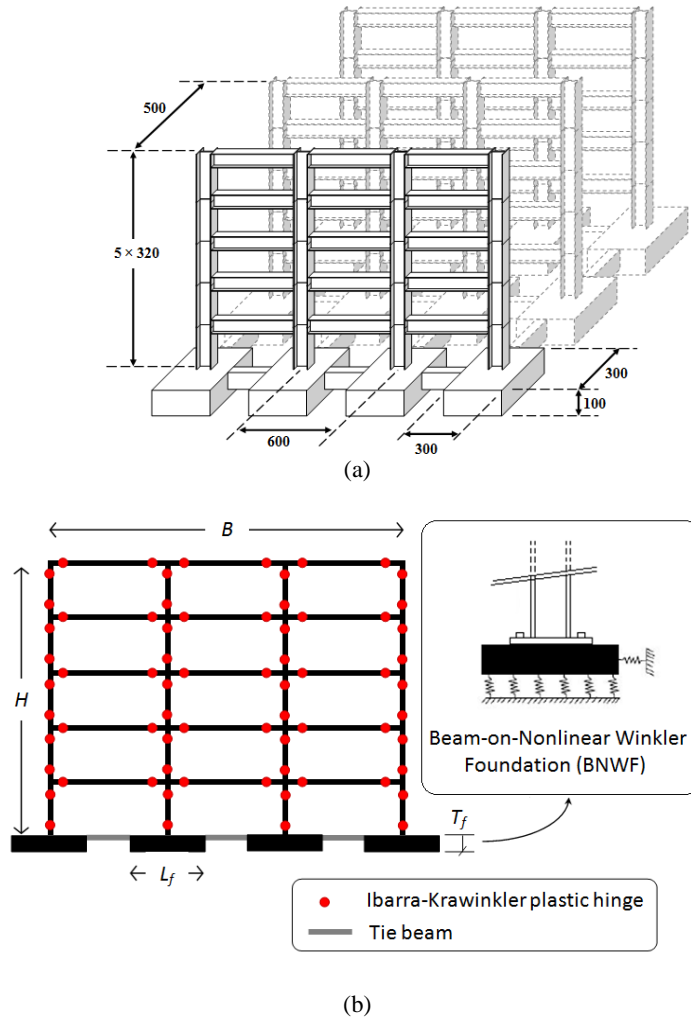 500
5 × 320
300
100
600
300
(a)
B
H
Beam-on-Nonlinear Winkler
Foundation (BNWF)
T_f
L_f
Ibarra-Krawinkler plastic hinge
Tie beam
(b)